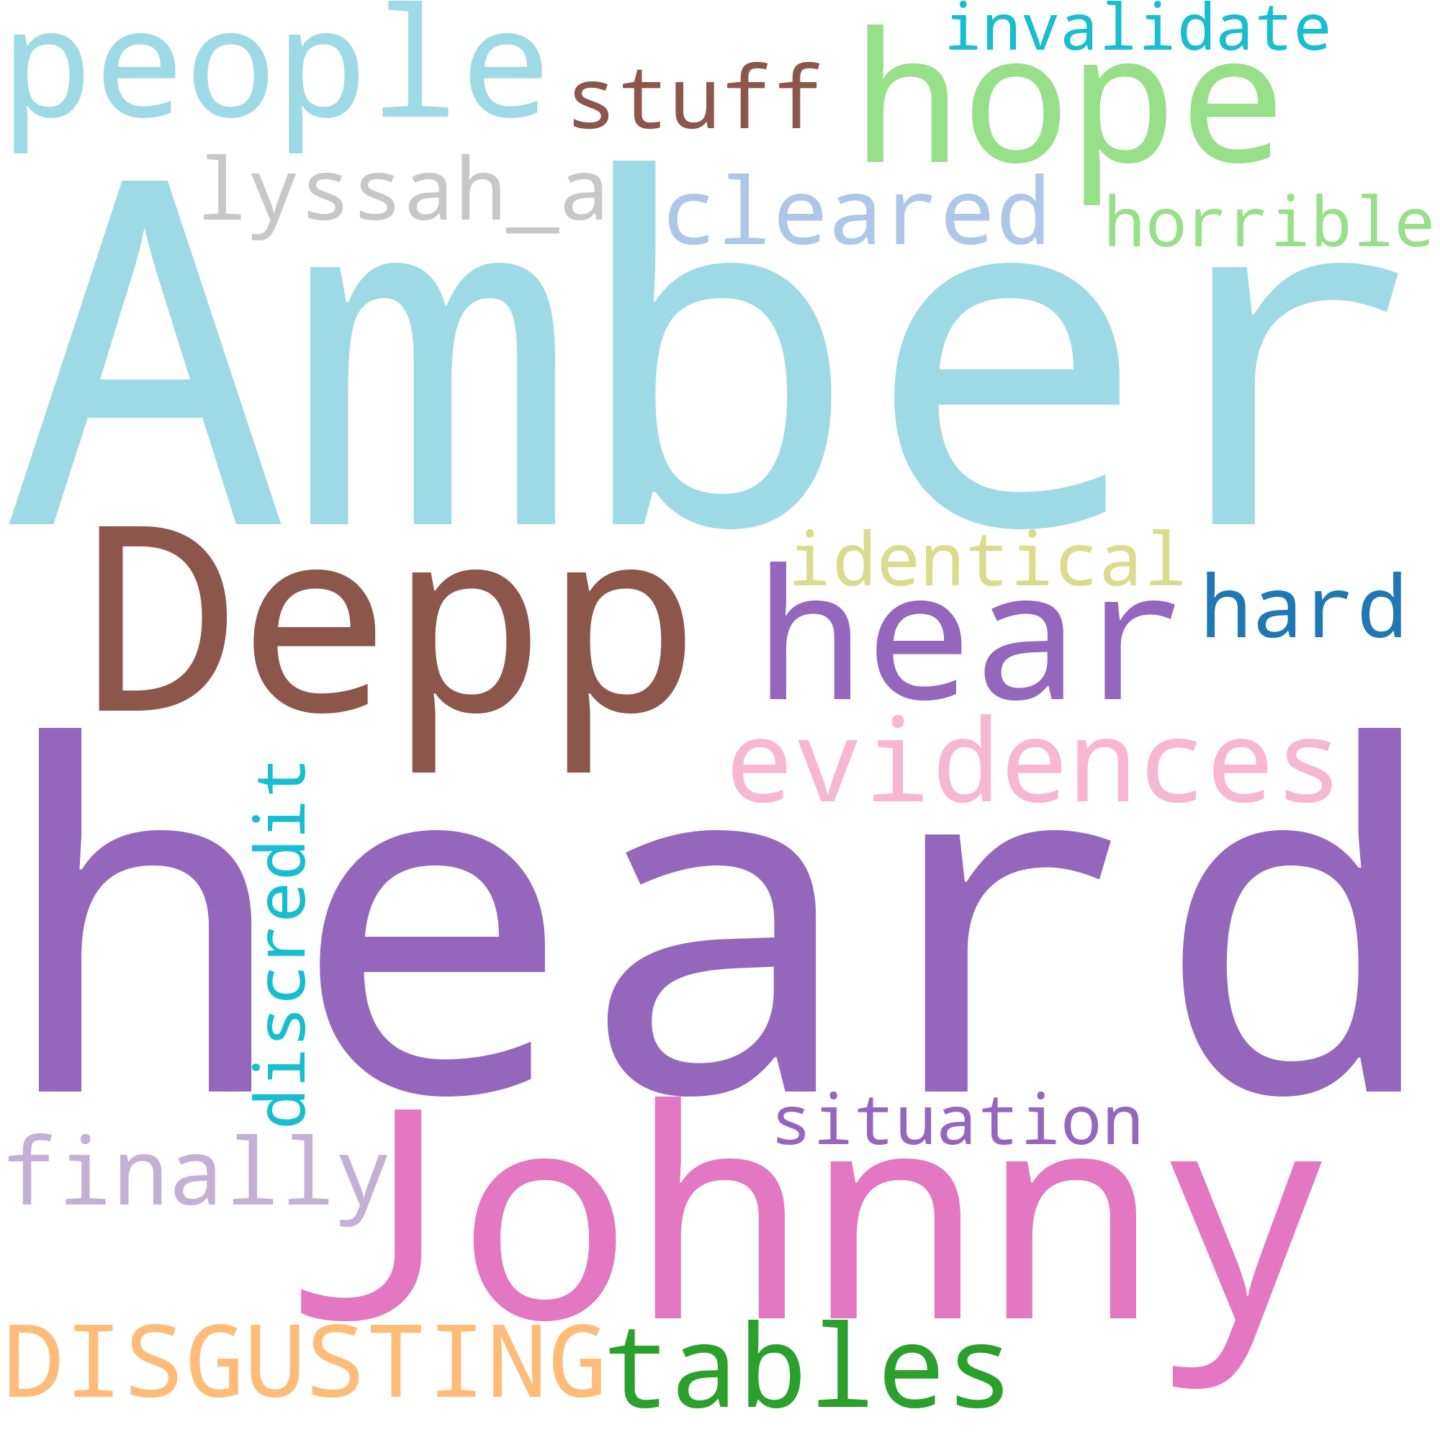 people
stuff
hope
invalidate
lyssah_a
cleared
horrible
Amber
Depp
identical
hear
hard
evidences
heard
discredit
situation
finally
Johnny
DISGUSTING
tables